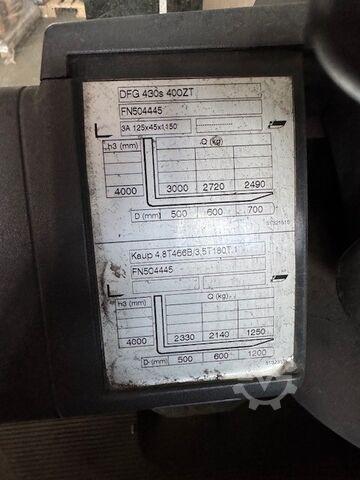 DFG 430s 400ZT
FN504445
3A 125x45x1150
h3 (mm) Q (kg)
4000 3000 2720 2490
D (mm) 500 600 700
Kaup 4,8T466B/3,5T180T.1
FN504445
h3 (mm) Q (kg)
4000 2330 2140 1250
D (mm) 500 600 1200